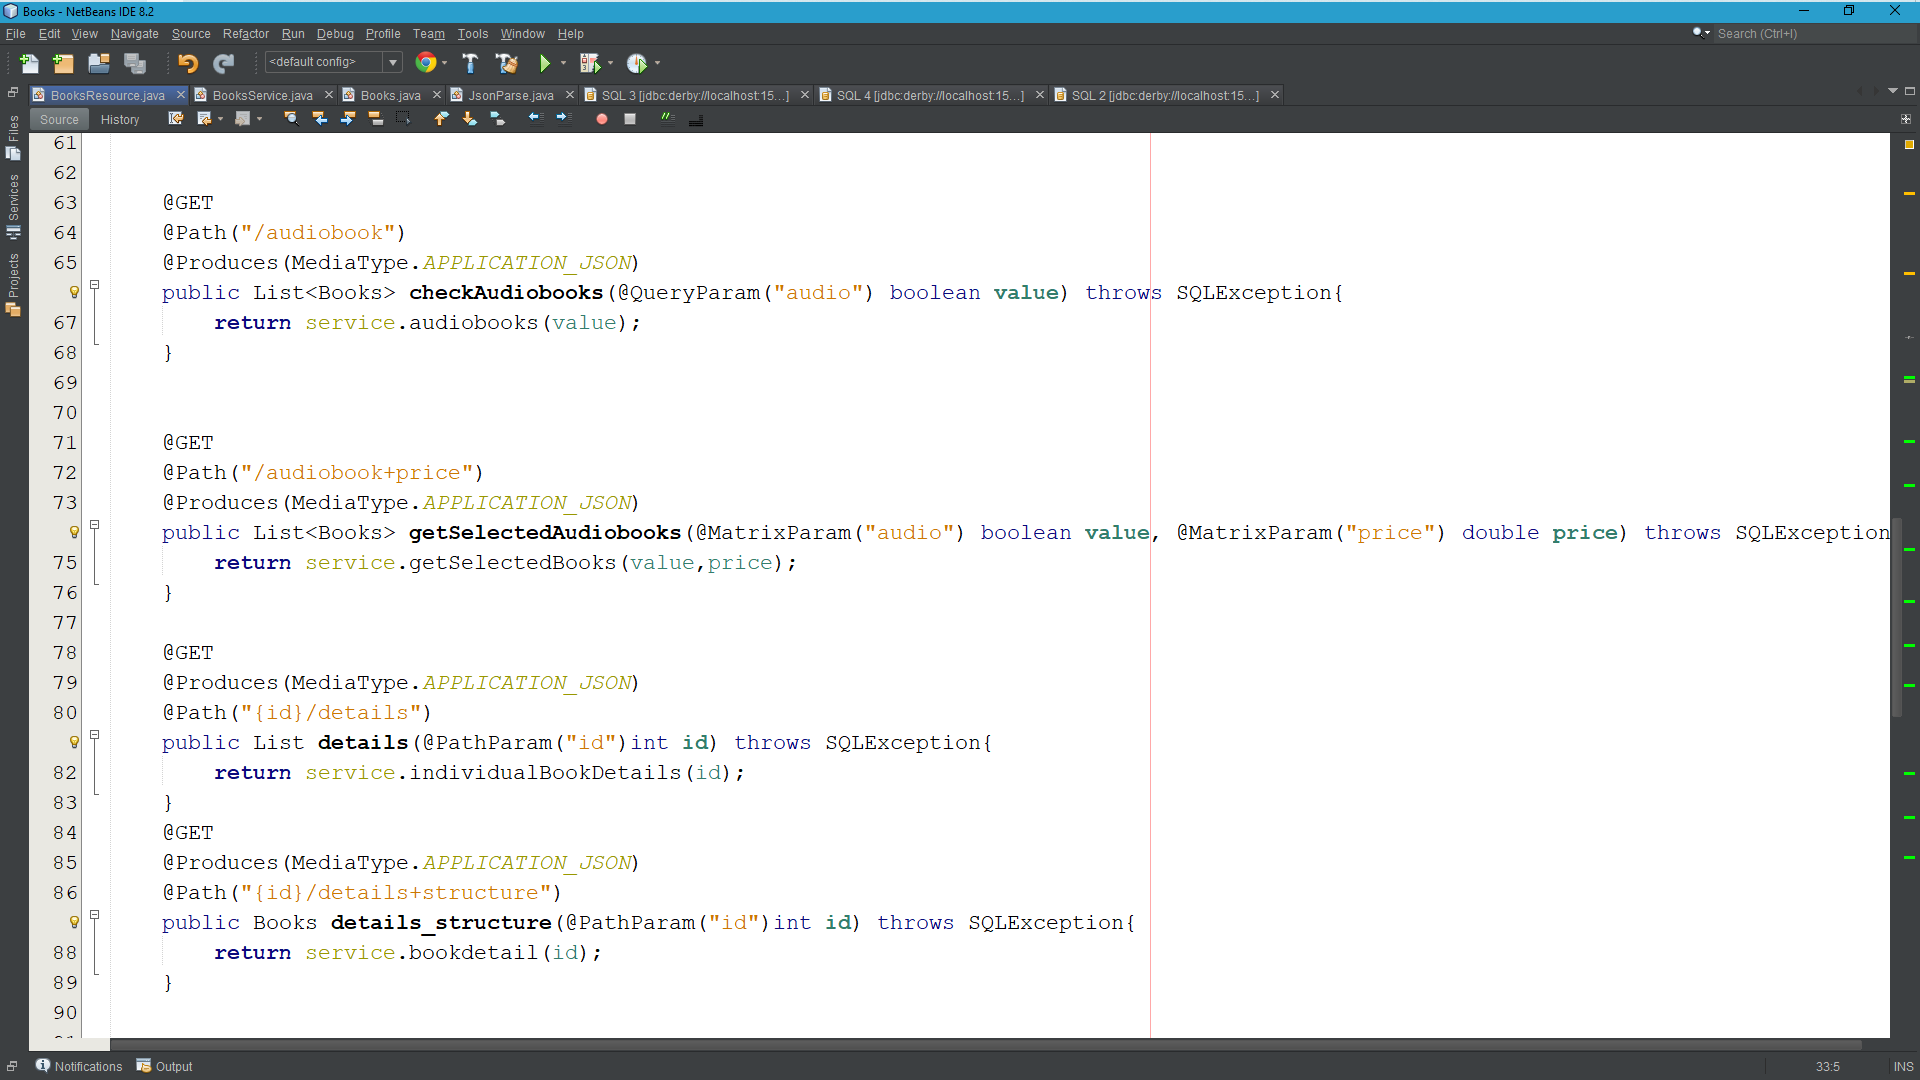 Books - NetBeans IDE 8.2
File Edit View Navigate Source Refactor Run Debug Profile Team Tools Window Help
Search (Ctrl+I)
<default config>
BooksResource.java BooksService.java Books.java JsonParse.java SQL 3 [jdbc:derby://localhost:15...] SQL 4 [jdbc:derby://localhost:15...] SQL 2 [jdbc:derby://localhost:15...]
Source History
Files
Services
Projects
61
62
63 @GET
64 @Path("/audiobook")
65 @Produces(MediaType.APPLICATION_JSON)
public List<Books> checkAudiobooks(@QueryParam("audio") boolean value) throws SQLException{
67 return service.audiobooks(value);
68 }
69
70
71 @GET
72 @Path("/audiobook+price")
73 @Produces(MediaType.APPLICATION_JSON)
public List<Books> getSelectedAudiobooks(@MatrixParam("audio") boolean value, @MatrixParam("price") double price) throws SQLException
75 return service.getSelectedBooks(value,price);
76 }
77
78 @GET
79 @Produces(MediaType.APPLICATION_JSON)
80 @Path("{id}/details")
public List details(@PathParam("id")int id) throws SQLException{
82 return service.individualBookDetails(id);
83 }
84 @GET
85 @Produces(MediaType.APPLICATION_JSON)
86 @Path("{id}/details+structure")
public Books details_structure(@PathParam("id")int id) throws SQLException{
88 return service.bookdetail(id);
89 }
90
Notifications Output
33:5 INS